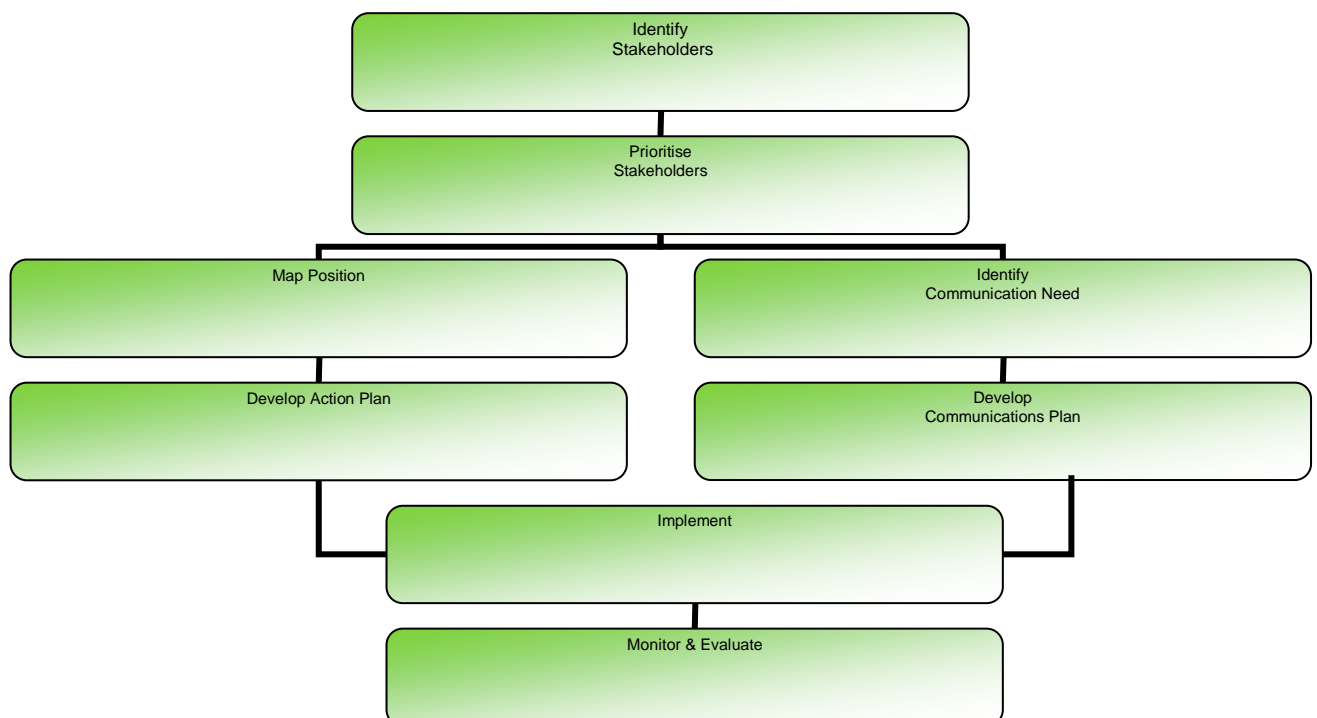 Identify
Stakeholders
Prioritise
Stakeholders
Map Position
Identify
Communication Need
Develop Action Plan
Develop
Communications Plan
Implement
Monitor & Evaluate